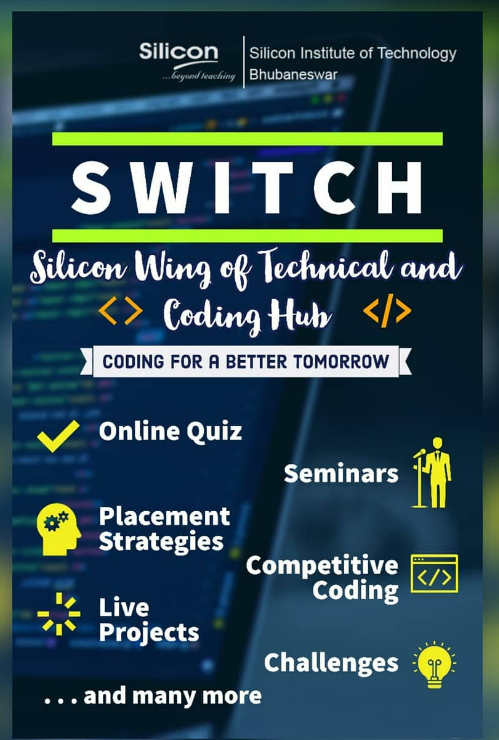 Silicon
...beyond teaching
Silicon Institute of Technology
Bhubaneswar
SWITCH
Silicon Wing of Technical and
<> Coding Hub </>
CODING FOR A BETTER TOMORROW
Online Quiz
Seminars
Placement
Strategies
Competitive
Coding
</>
Live
Projects
Challenges
...and many more